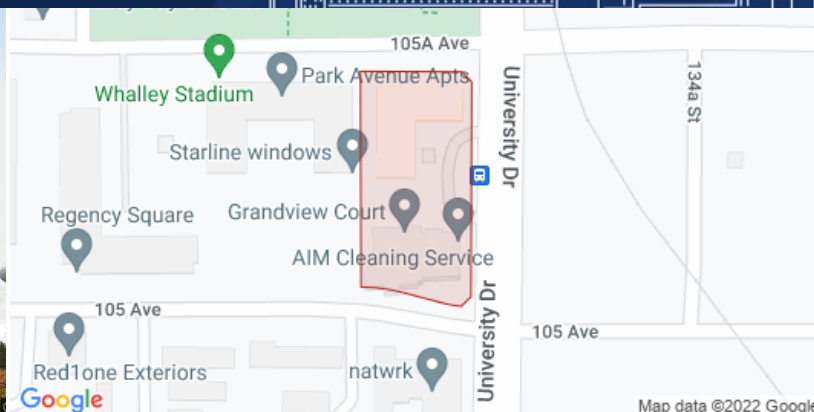 105A Ave
Park Avenue Apts
Whalley Stadium
134a St
University Dr
Starline windows
Regency Square
Grandview Court
AIM Cleaning Service
105 Ave
University Dr
105 Ave
Red1one Exteriors
natwrk
Google
Map data ©2022 Google